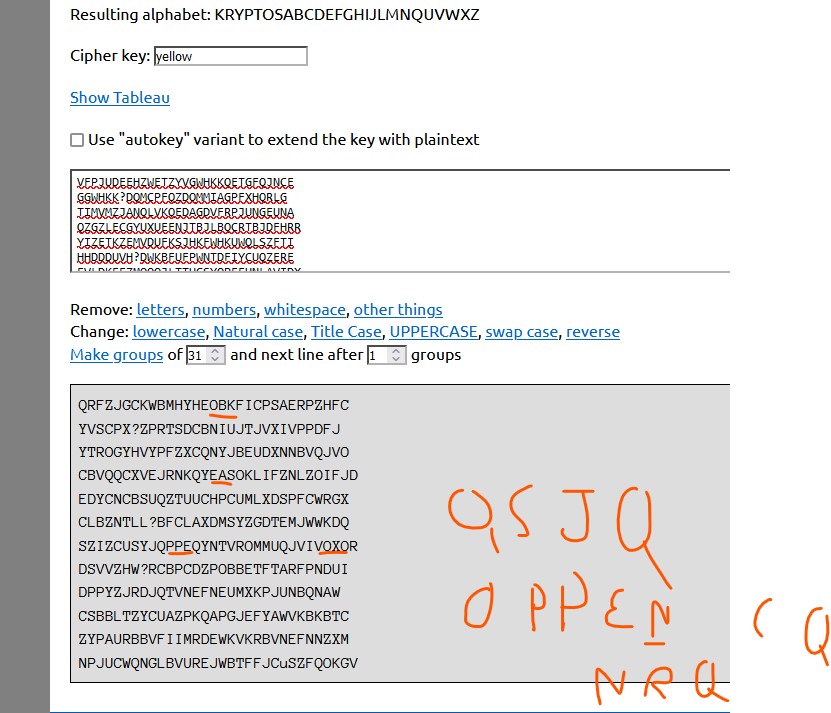 Resulting alphabet: KRYPTOSABCDEFGHIJLMNQUVWXZ
Cipher key: yellow
Show Tableau
Use "autokey" variant to extend the key with plaintext
VFPJUDEEHZWETZYVGWHKKQETGFQJNCE
GGWHKK?DQMCPFQZDQMMIAGPFXHQRLG
TIMVMZJANQLVKQEDAGDVFRPJUNGEUNA
QZGZLECGYUXUEENJTBJLBQCRTBJDFHRR
YIZETKZEMVDUFKSJHKFWHKUWQLSZFTI
HHDDDUVH?DWKBFUFPWNTDFIYCUQZERE
Remove: letters, numbers, whitespace, other things
Change: lowercase, Natural case, Title Case, UPPERCASE, swap case, reverse
Make groups of 31 and next line after 1 groups
QRFZJGCKWBMHYHEOBKFICPSAERPZHFC
YVSCPX?ZPRTSDCBNIUJTJVXIVPPDFJ
YTROGYHVYPFZXCQNYJBEUDXNNBVQJVO
CBVQQCXVEJRNKQYEASOKLIFZNLZOIFJD
EDYCNCBSUQZTUUCHPCUMLXDSPFCWRGX
CLBZNTLL?BFCLAXDMSYZGDTEMJWWKDQ
SZIZCUSYJQPPEQYNTVROMMUQJVIVOXOR
DSVVZHW?RCBPCDZPOBBETFTARFPNDUI
DPPYZJRDJQTVNEFNEUMXKPJUNBQNAW
CSBBLTZYCUAZPKQAPGJEFYAWVKBKBTC
ZYPAURBBVFIIMRDEWKVKRBVNEFNNZXM
NPJUCWQNGLBVUREJWBTFFJCuSZFQOKGV
QSJQ
OPPEN
CQ
NRQ